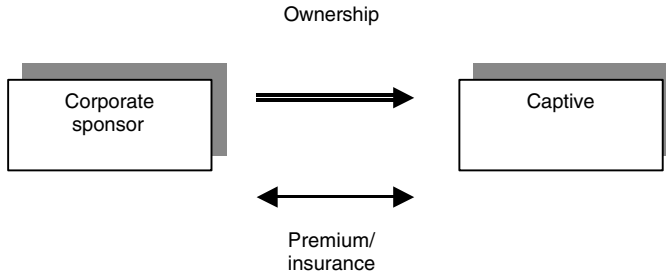 Ownership
Corporate
sponsor
Captive
Premium/
insurance